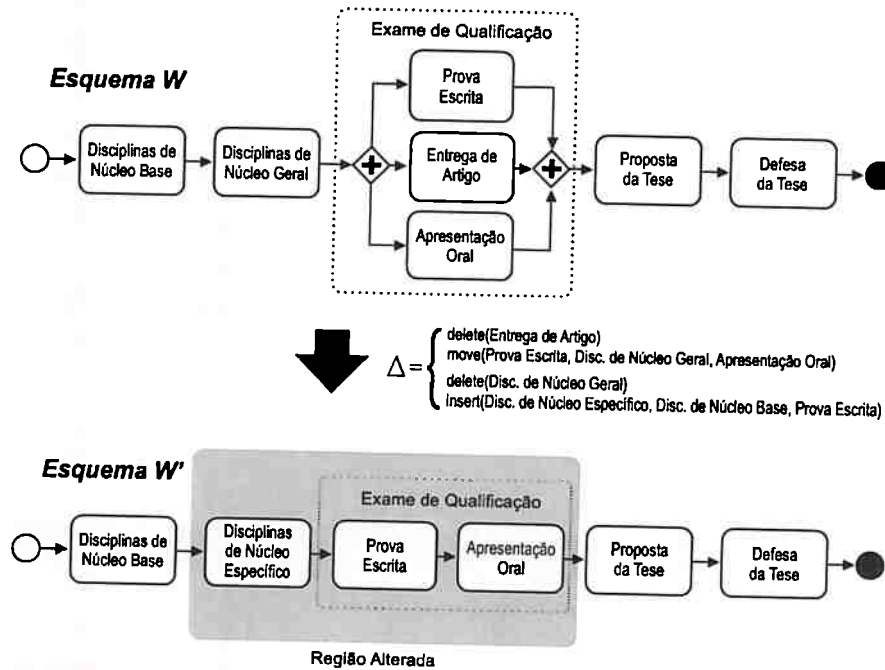 Exame de Qualificação
Esquema W
Prova
Escrita
Disciplinas de
Núcleo Base
Disciplinas de
Núcleo Geral
Entrega de
Artigo
Proposta
da Tese
Defesa
da Tese
Apresentação
Oral
Δ = {
delete(Entrega de Artigo)
move(Prova Escrita, Disc. de Núcleo Geral, Apresentação Oral)
delete(Disc. de Núcleo Geral)
Insert(Disc. de Núcleo Específico, Disc. de Núcleo Base, Prova Escrita)
Esquema W'
Exame de Qualificação
Disciplinas de
Núcleo Base
Disciplinas
de Núcleo
Específico
Prova
Escrita
Apresentação
Oral
Proposta
da Tese
Defesa
da Tese
Região Alterada